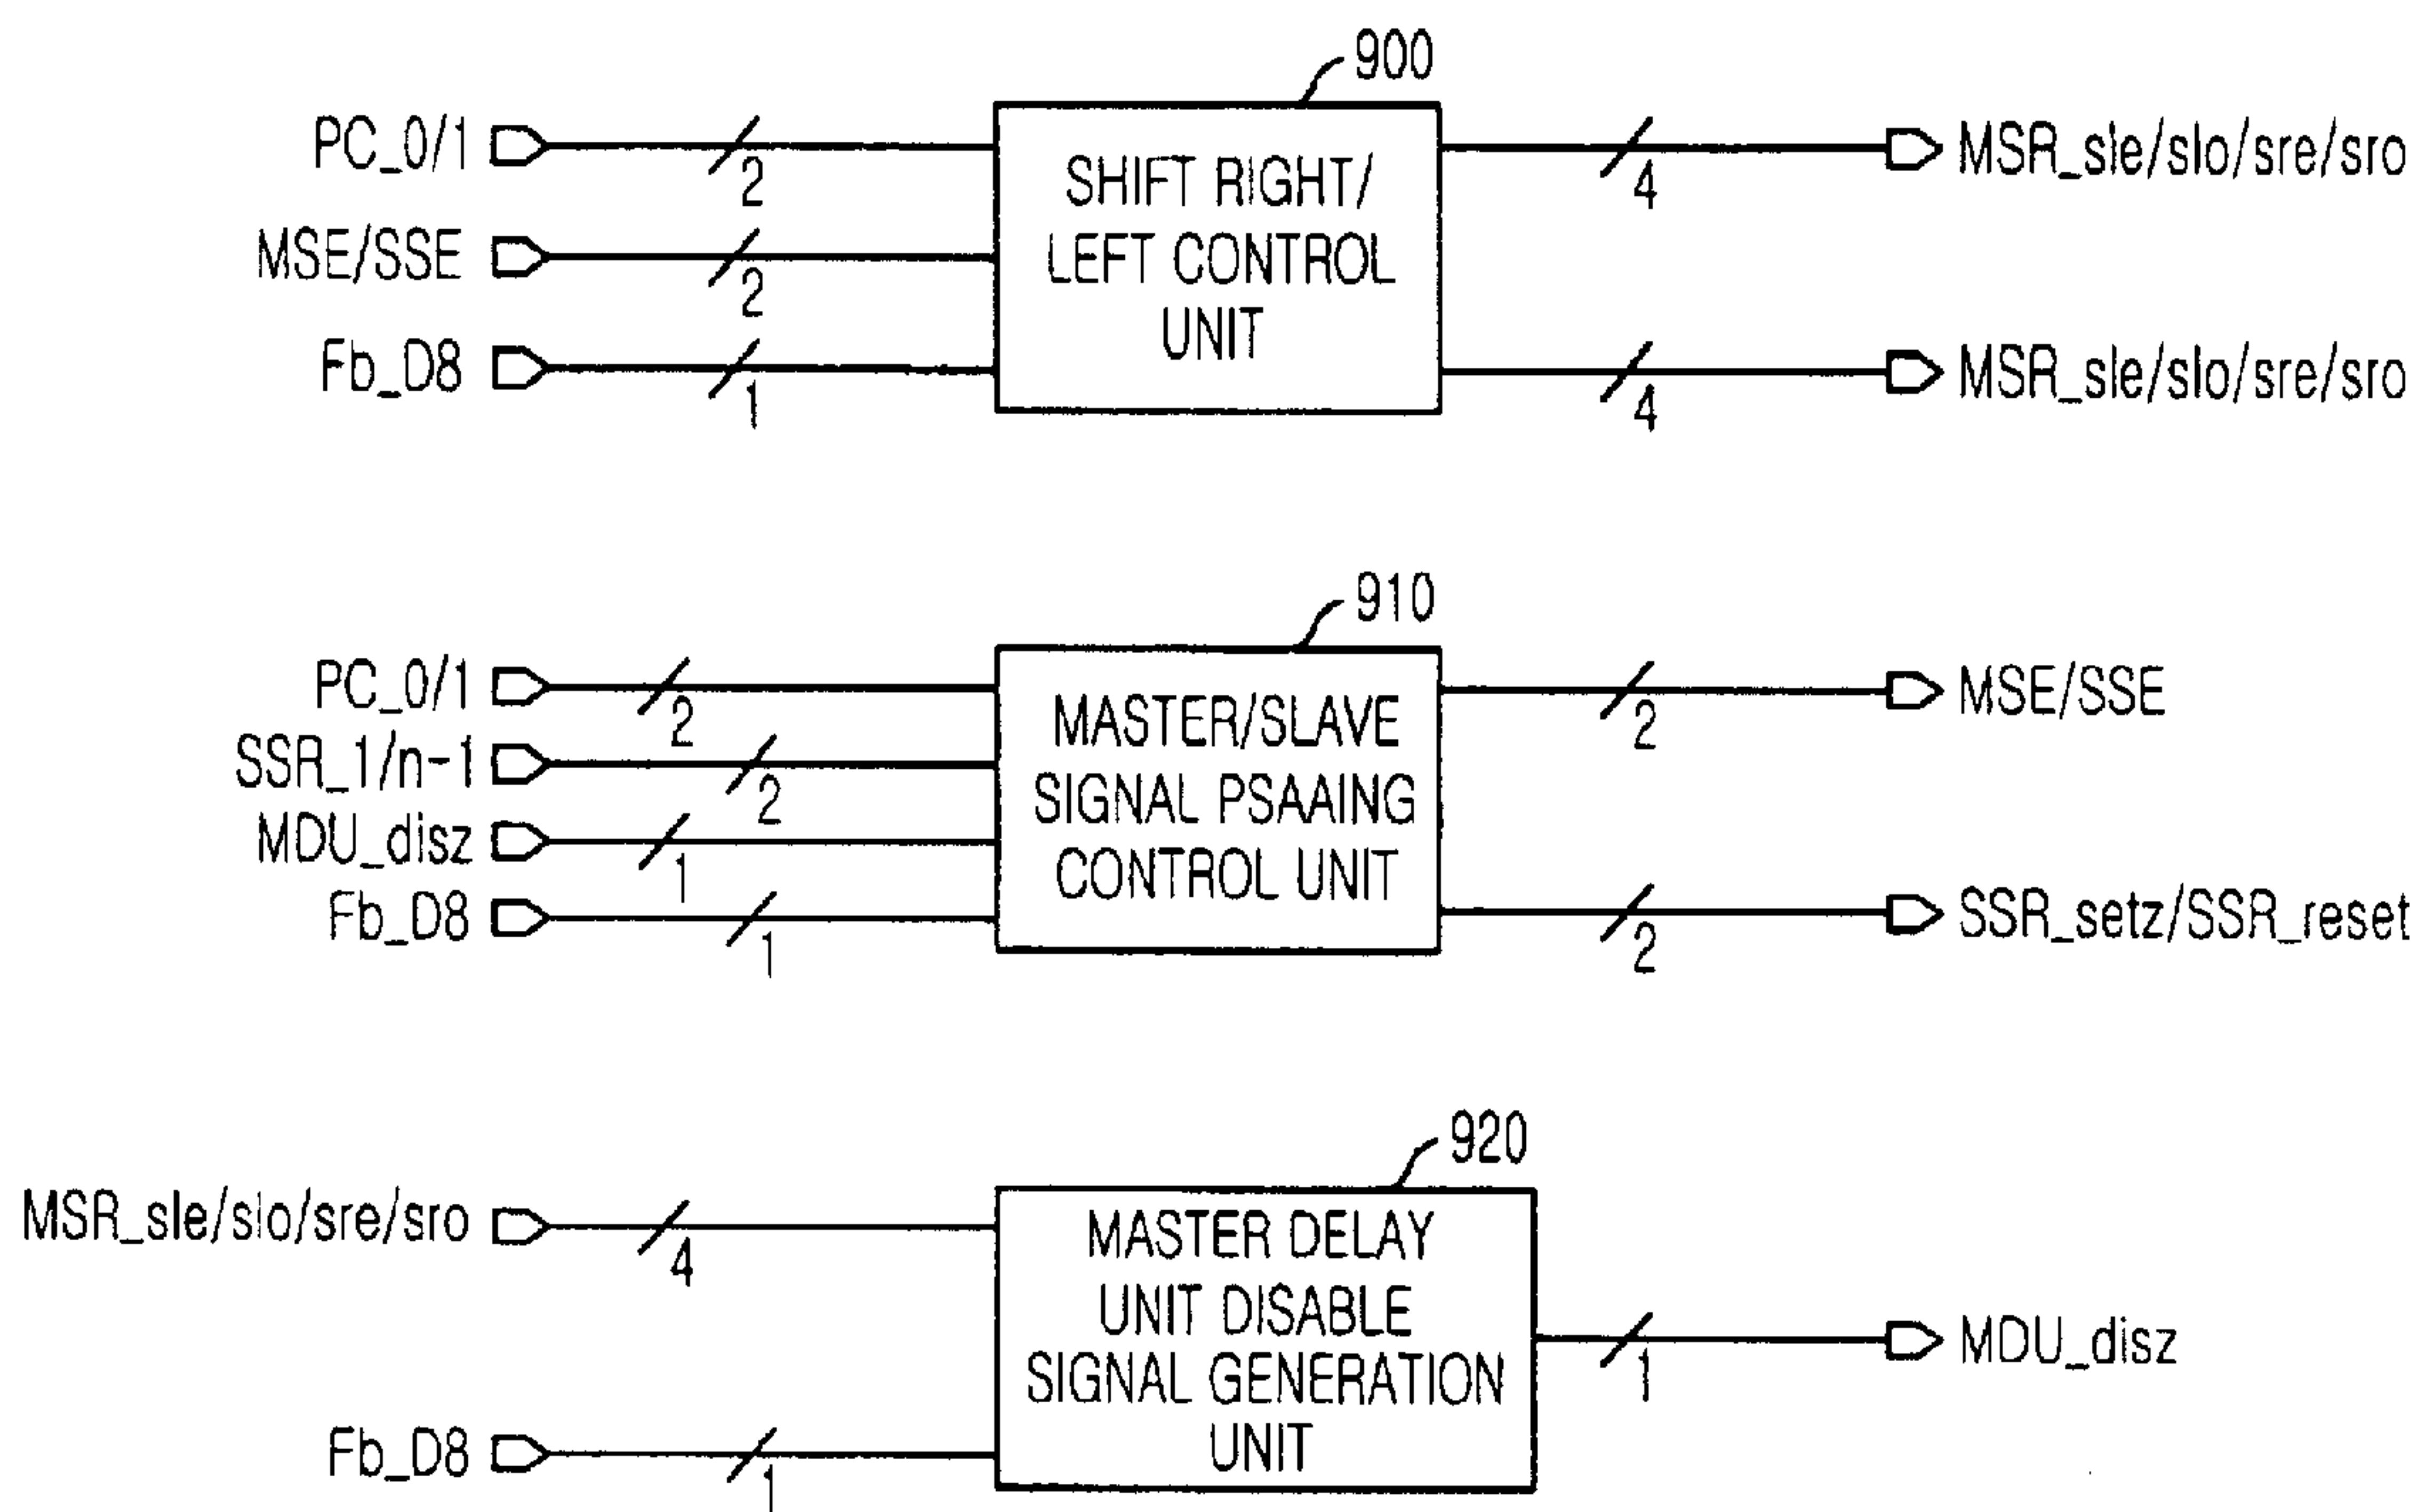 900
PC_0/1
2
MSE/SSE
2
Fb_D8
1
SHIFT RIGHT/
LEFT CONTROL
UNIT
4
MSR_sle/slo/sre/sro
4
MSR_sle/slo/sre/sro
910
PC_0/1
2
SSR_1/n-1
2
MDU_disz
1
Fb_D8
1
MASTER/SLAVE
SIGNAL PSAAING
CONTROL UNIT
2
MSE/SSE
2
SSR_setz/SSR_reset
920
MSR_sle/slo/sre/sro
4
Fb_D8
1
MASTER DELAY
UNIT DISABLE
SIGNAL GENERATION
UNIT
1
MDU_disz